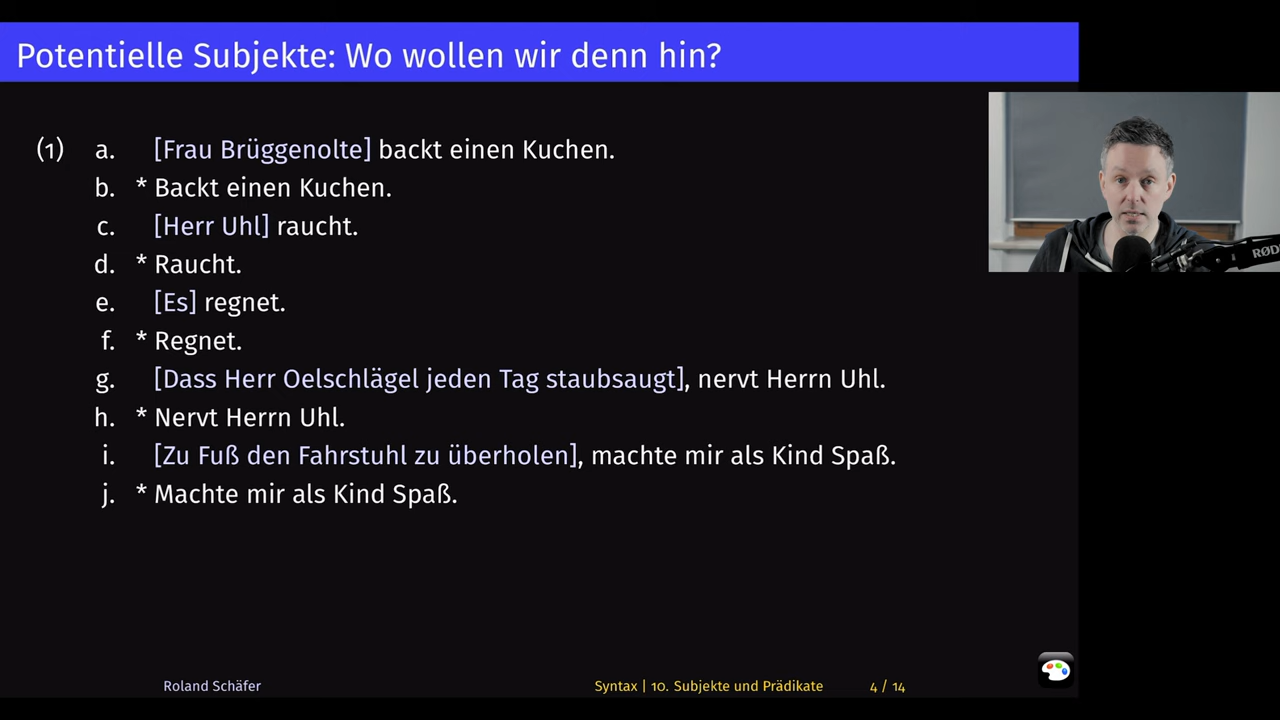 Potentielle Subjekte: Wo wollen wir denn hin?
(1) a. [Frau Brüggenolte] backt einen Kuchen.
b. * Backt einen Kuchen.
c. [Herr Uhl] raucht.
d. * Raucht.
e. [Es] regnet.
f. * Regnet.
g. [Dass Herr Oelschlägel jeden Tag staubsaugt], nervt Herrn Uhl.
h. * Nervt Herrn Uhl.
i. [Zu Fuß den Fahrstuhl zu überholen], machte mir als Kind Spaß.
j. * Machte mir als Kind Spaß.
RØDE
Roland Schäfer Syntax | 10. Subjekte und Prädikate 4 / 14